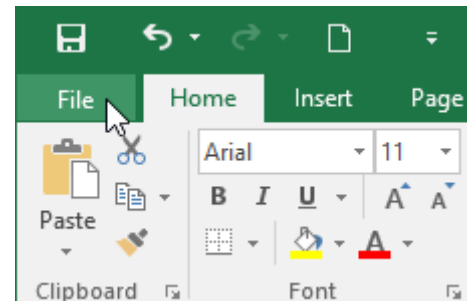 File Home Insert Page
Arial 11
B I U A A
Paste A
Clipboard Font